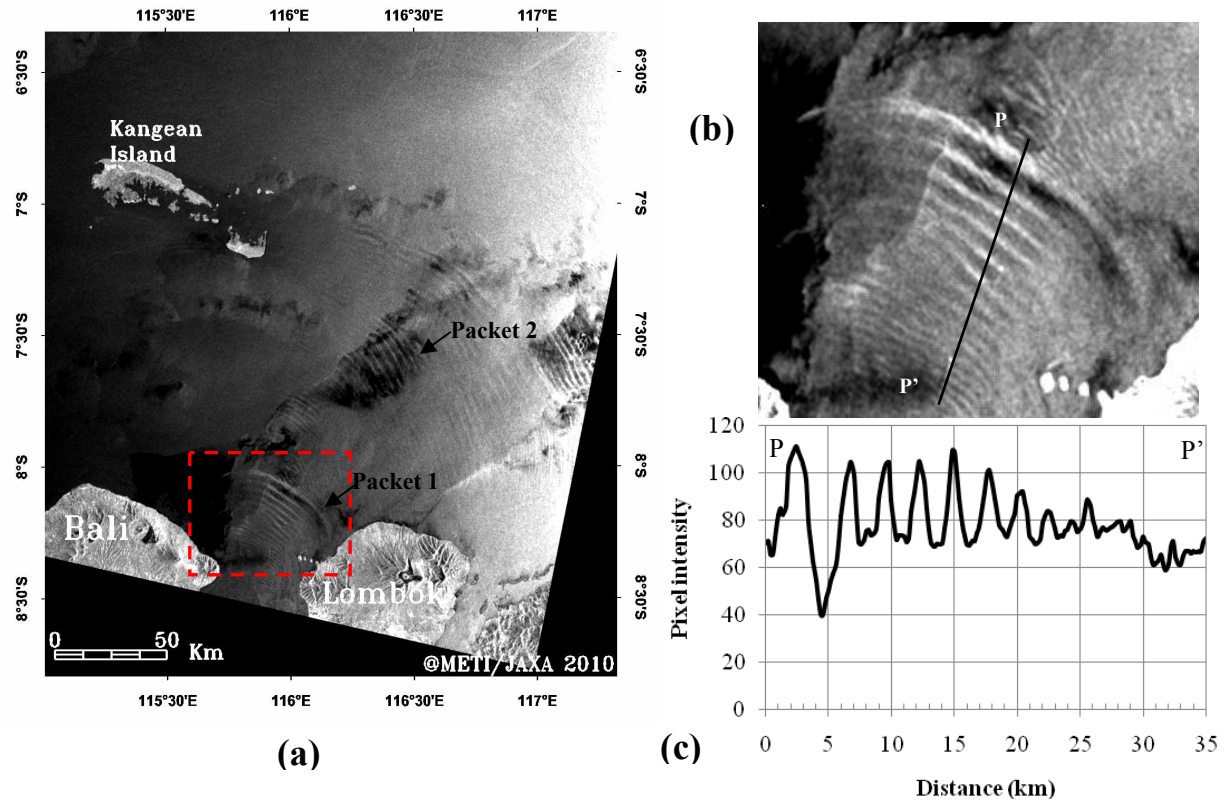 115°30'E 116°E 116°30'E 117°E
6°30'S 6°30'S
Kangean
Island
7°S 7°S
Packet 2
7°30'S 7°30'S
8°S 8°S
Packet 1
Bali
Lombok
8°30'S 8°30'S
0 50 Km
@METI/JAXA 2010
115°30'E 116°E 116°30'E 117°E
(a)
(b)
P
P'
(c)
P P'
Pixel intensity
120
100
80
60
40
20
0
0 5 10 15 20 25 30 35
Distance (km)